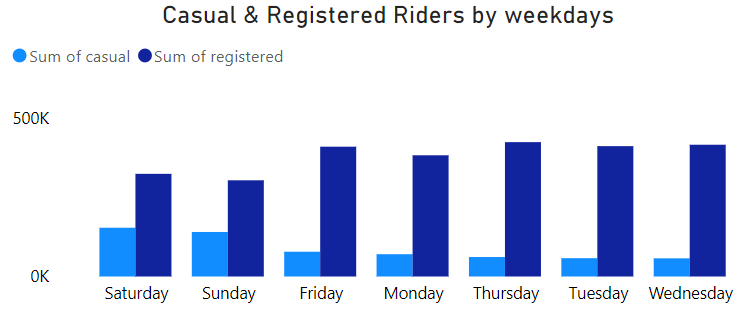 Casual & Registered Riders by weekdays
Sum of casual Sum of registered
500K
0K
Saturday Sunday Friday Monday Thursday Tuesday Wednesday